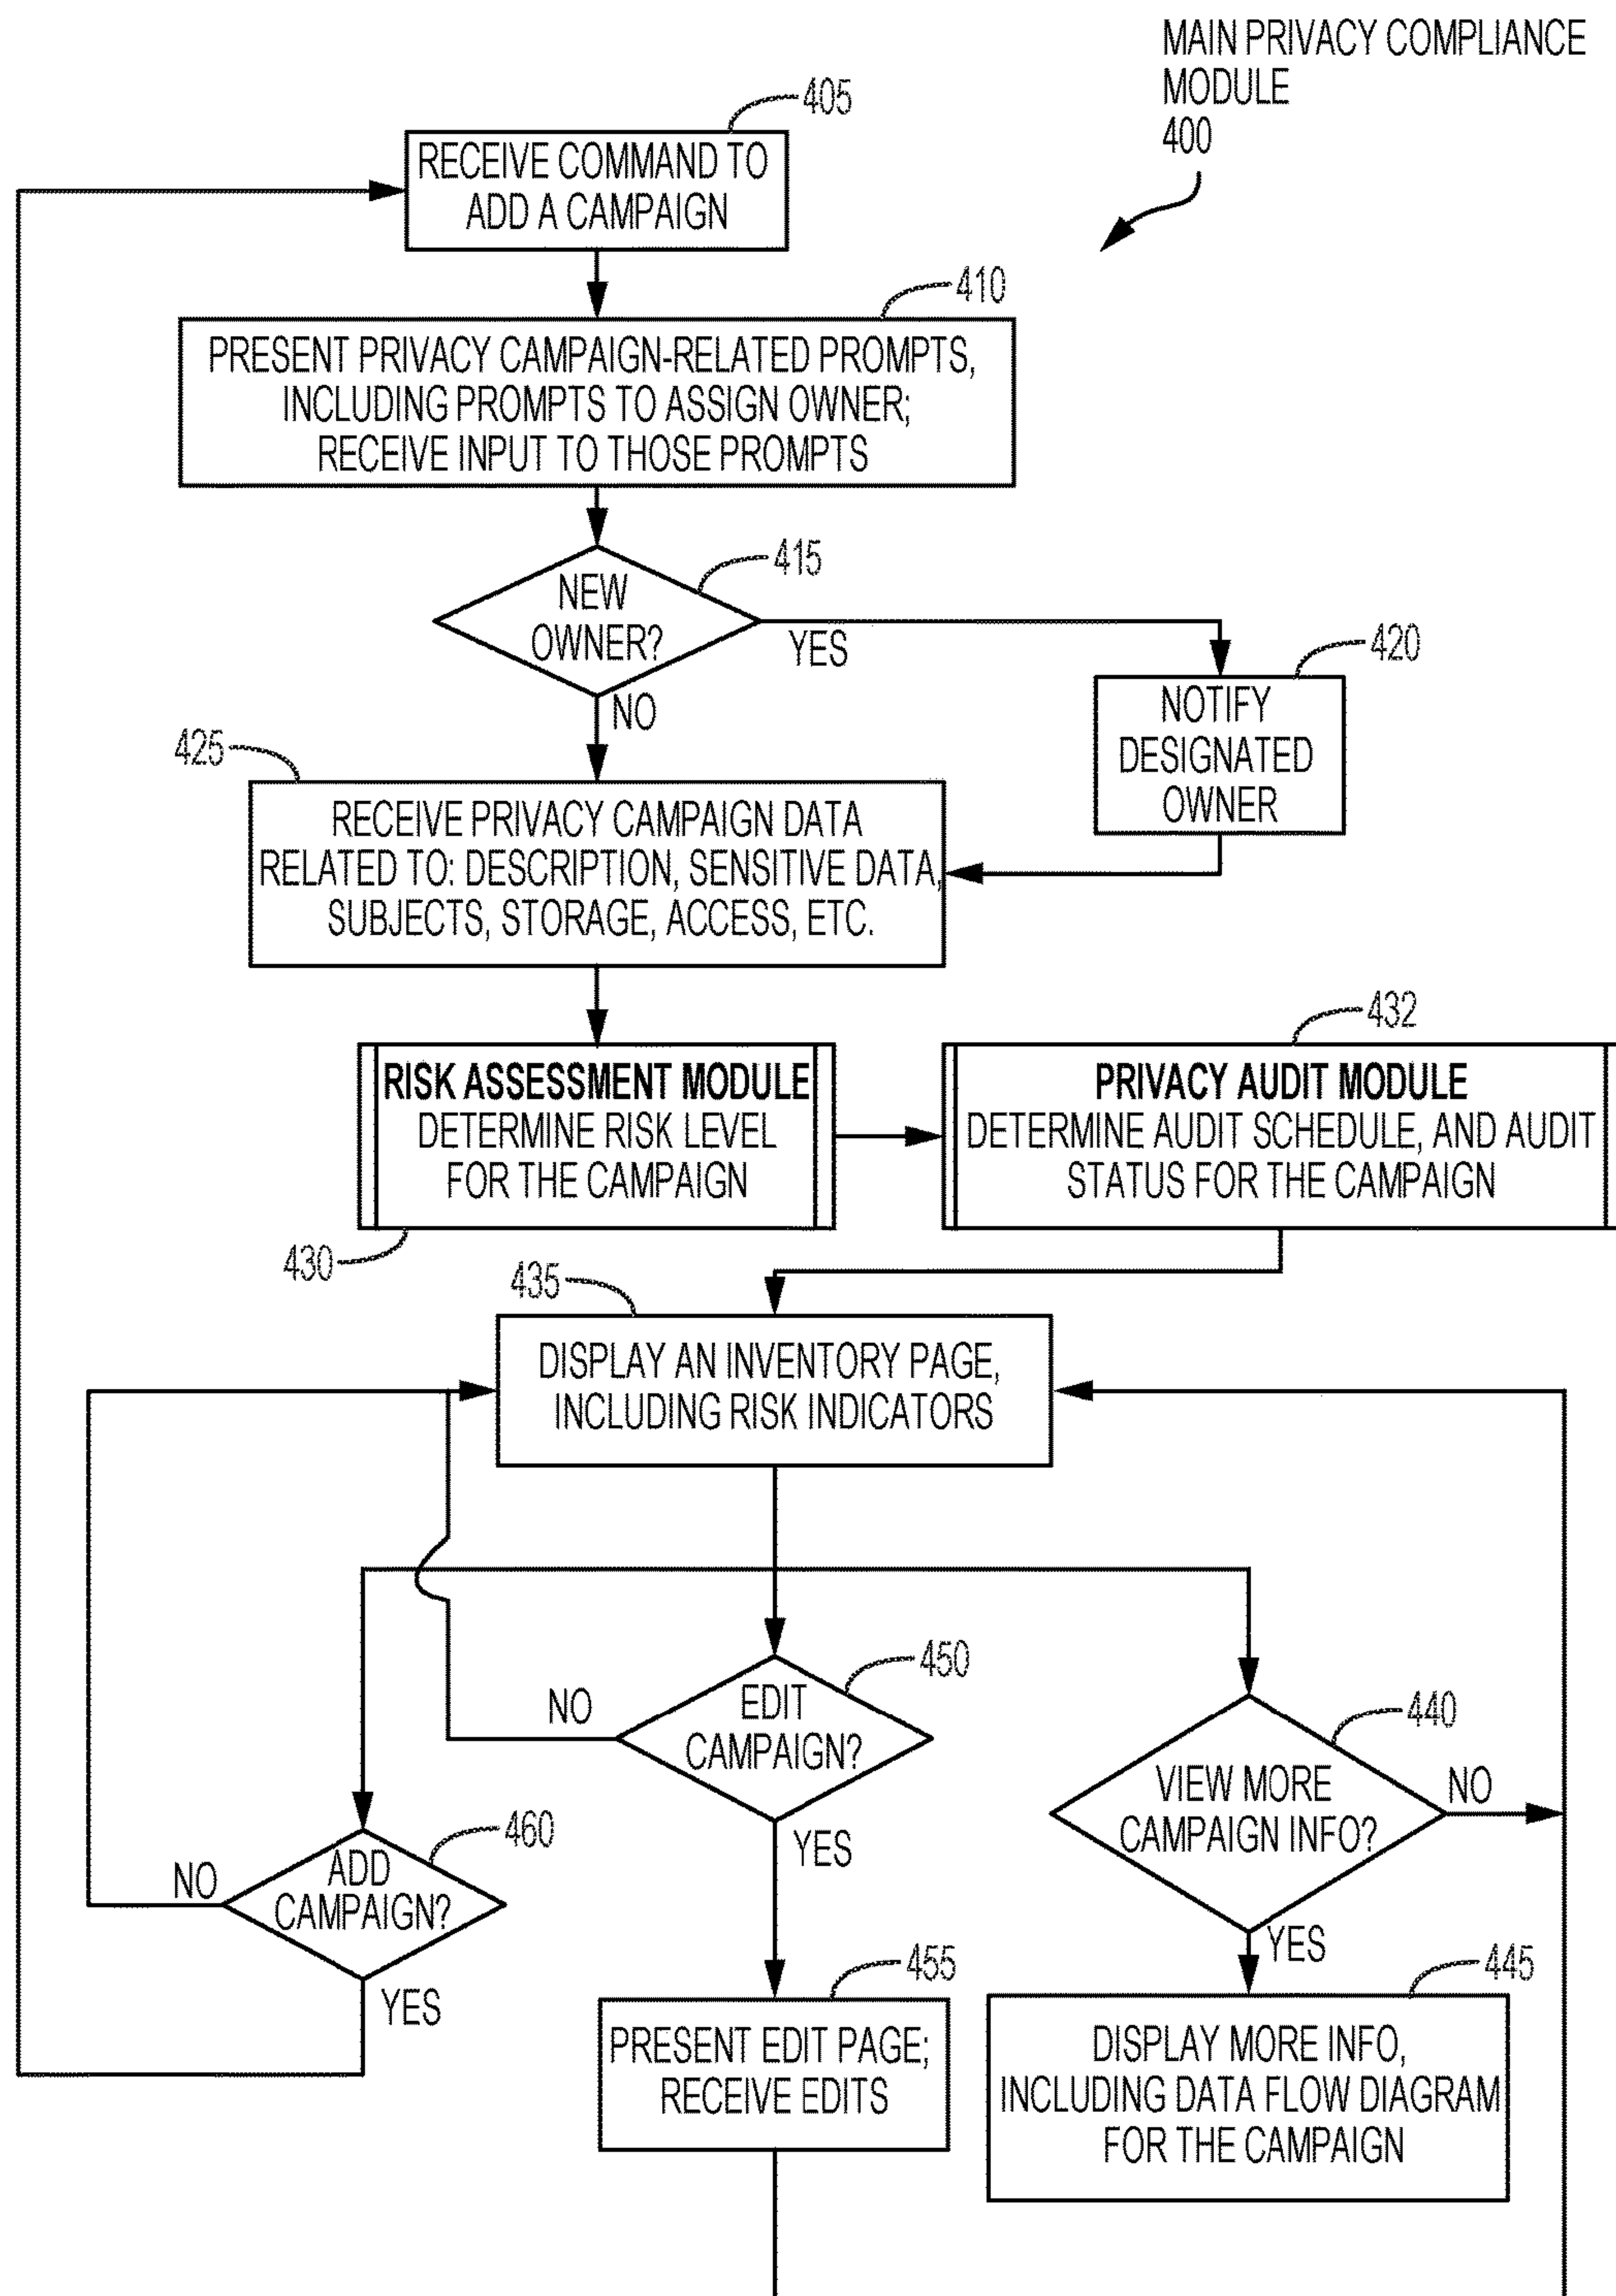 MAIN PRIVACY COMPLIANCE
MODULE
400
405
RECEIVE COMMAND TO
ADD A CAMPAIGN
410
PRESENT PRIVACY CAMPAIGN-RELATED PROMPTS,
INCLUDING PROMPTS TO ASSIGN OWNER;
RECEIVE INPUT TO THOSE PROMPTS
415
NEW
OWNER?
YES
NO
420
NOTIFY
DESIGNATED
OWNER
425
RECEIVE PRIVACY CAMPAIGN DATA
RELATED TO: DESCRIPTION, SENSITIVE DATA,
SUBJECTS, STORAGE, ACCESS, ETC.
RISK ASSESSMENT MODULE
DETERMINE RISK LEVEL
FOR THE CAMPAIGN
430
432
PRIVACY AUDIT MODULE
DETERMINE AUDIT SCHEDULE, AND AUDIT
STATUS FOR THE CAMPAIGN
435
DISPLAY AN INVENTORY PAGE,
INCLUDING RISK INDICATORS
450
EDIT
CAMPAIGN?
NO
YES
440
VIEW MORE
CAMPAIGN INFO?
NO
YES
460
ADD
CAMPAIGN?
NO
YES
455
PRESENT EDIT PAGE;
RECEIVE EDITS
445
DISPLAY MORE INFO,
INCLUDING DATA FLOW DIAGRAM
FOR THE CAMPAIGN